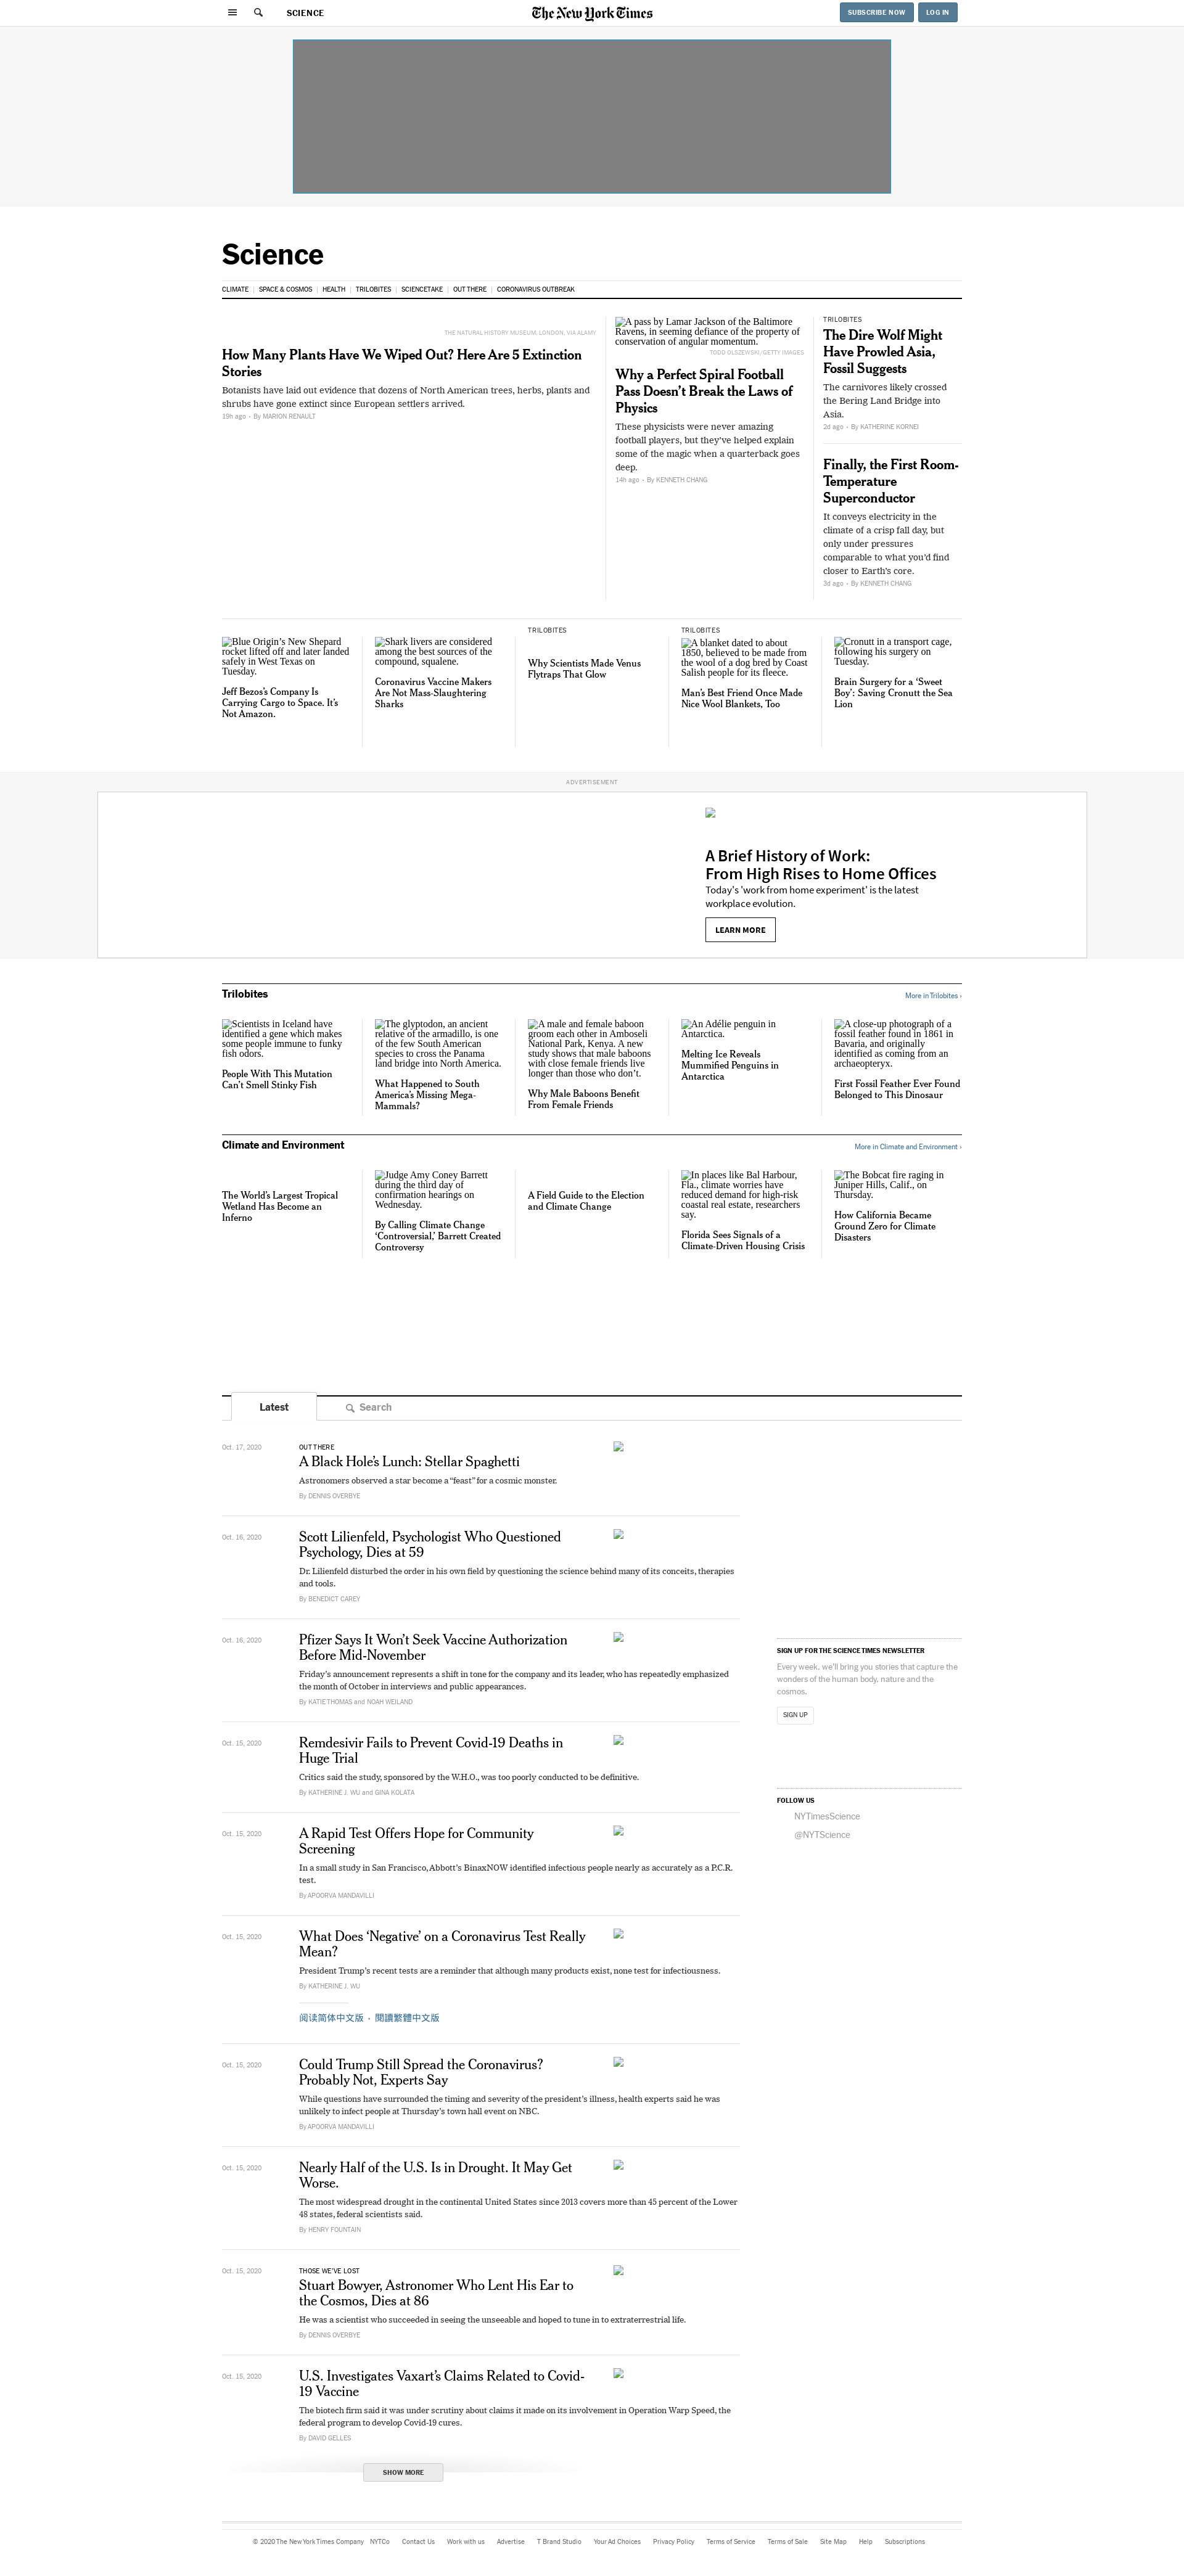 SCIENCE
The New York Times
SUBSCRIBE NOW
LOG IN
Science
CLIMATE | SPACE & COSMOS | HEALTH | TRILOBITES | SCIENCETAKE | OUT THERE | CORONAVIRUS OUTBREAK
THE NATURAL HISTORY MUSEUM, LONDON, VIA ALAMY
How Many Plants Have We Wiped Out? Here Are 5 Extinction
Stories
Botanists have laid out evidence that dozens of North American trees, herbs, plants and
shrubs have gone extinct since European settlers arrived.
19h ago • By MARION RENAULT
A pass by Lamar Jackson of the Baltimore
Ravens, in seeming defiance of the property of
conservation of angular momentum.
TODD OLSZEWSKI/GETTY IMAGES
Why a Perfect Spiral Football
Pass Doesn’t Break the Laws of
Physics
These physicists were never amazing
football players, but they’ve helped explain
some of the magic when a quarterback goes
deep.
14h ago • By KENNETH CHANG
TRILOBITES
The Dire Wolf Might
Have Prowled Asia,
Fossil Suggests
The carnivores likely crossed
the Bering Land Bridge into
Asia.
2d ago • By KATHERINE KORNEI
Finally, the First Room-
Temperature
Superconductor
It conveys electricity in the
climate of a crisp fall day, but
only under pressures
comparable to what you’d find
closer to Earth’s core.
3d ago • By KENNETH CHANG
Blue Origin’s New Shepard
rocket lifted off and later landed
safely in West Texas on
Tuesday.
Jeff Bezos’s Company Is
Carrying Cargo to Space. It’s
Not Amazon.
Shark livers are considered
among the best sources of the
compound, squalene.
Coronavirus Vaccine Makers
Are Not Mass-Slaughtering
Sharks
TRILOBITES
Why Scientists Made Venus
Flytraps That Glow
TRILOBITES
A blanket dated to about
1850, believed to be made from
the wool of a dog bred by Coast
Salish people for its fleece.
Man’s Best Friend Once Made
Nice Wool Blankets, Too
Cronutt in a transport cage,
following his surgery on
Tuesday.
Brain Surgery for a ‘Sweet
Boy’: Saving Cronutt the Sea
Lion
ADVERTISEMENT
A Brief History of Work:
From High Rises to Home Offices
Today's 'work from home experiment' is the latest
workplace evolution.
LEARN MORE
Trilobites
More in Trilobites ›
Scientists in Iceland have
identified a gene which makes
some people immune to funky
fish odors.
People With This Mutation
Can’t Smell Stinky Fish
The glyptodon, an ancient
relative of the armadillo, is one
of the few South American
species to cross the Panama
land bridge into North America.
What Happened to South
America’s Missing Mega-
Mammals?
A male and female baboon
groom each other in Amboseli
National Park, Kenya. A new
study shows that male baboons
with close female friends live
longer than those who don’t.
Why Male Baboons Benefit
From Female Friends
An Adélie penguin in
Antarctica.
Melting Ice Reveals
Mummified Penguins in
Antarctica
A close-up photograph of a
fossil feather found in 1861 in
Bavaria, and originally
identified as coming from an
archaeopteryx.
First Fossil Feather Ever Found
Belonged to This Dinosaur
Climate and Environment
More in Climate and Environment ›
The World’s Largest Tropical
Wetland Has Become an
Inferno
Judge Amy Coney Barrett
during the third day of
confirmation hearings on
Wednesday.
By Calling Climate Change
‘Controversial,’ Barrett Created
Controversy
A Field Guide to the Election
and Climate Change
In places like Bal Harbour,
Fla., climate worries have
reduced demand for high-risk
coastal real estate, researchers
say.
Florida Sees Signals of a
Climate-Driven Housing Crisis
The Bobcat fire raging in
Juniper Hills, Calif., on
Thursday.
How California Became
Ground Zero for Climate
Disasters
Latest
Search
Oct. 17, 2020
OUT THERE
A Black Hole’s Lunch: Stellar Spaghetti
Astronomers observed a star become a “feast” for a cosmic monster.
By DENNIS OVERBYE
Oct. 16, 2020
Scott Lilienfeld, Psychologist Who Questioned
Psychology, Dies at 59
Dr. Lilienfeld disturbed the order in his own field by questioning the science behind many of its conceits, therapies
and tools.
By BENEDICT CAREY
Oct. 16, 2020
Pfizer Says It Won’t Seek Vaccine Authorization
Before Mid-November
Friday’s announcement represents a shift in tone for the company and its leader, who has repeatedly emphasized
the month of October in interviews and public appearances.
By KATIE THOMAS and NOAH WEILAND
Oct. 15, 2020
Remdesivir Fails to Prevent Covid-19 Deaths in
Huge Trial
Critics said the study, sponsored by the W.H.O., was too poorly conducted to be definitive.
By KATHERINE J. WU and GINA KOLATA
Oct. 15, 2020
A Rapid Test Offers Hope for Community
Screening
In a small study in San Francisco, Abbott’s BinaxNOW identified infectious people nearly as accurately as a P.C.R.
test.
By APOORVA MANDAVILLI
Oct. 15, 2020
What Does ‘Negative’ on a Coronavirus Test Really
Mean?
President Trump’s recent tests are a reminder that although many products exist, none test for infectiousness.
By KATHERINE J. WU
阅读简体中文版 • 閱讀繁體中文版
Oct. 15, 2020
Could Trump Still Spread the Coronavirus?
Probably Not, Experts Say
While questions have surrounded the timing and severity of the president’s illness, health experts said he was
unlikely to infect people at Thursday’s town hall event on NBC.
By APOORVA MANDAVILLI
Oct. 15, 2020
Nearly Half of the U.S. Is in Drought. It May Get
Worse.
The most widespread drought in the continental United States since 2013 covers more than 45 percent of the Lower
48 states, federal scientists said.
By HENRY FOUNTAIN
Oct. 15, 2020
THOSE WE’VE LOST
Stuart Bowyer, Astronomer Who Lent His Ear to
the Cosmos, Dies at 86
He was a scientist who succeeded in seeing the unseeable and hoped to tune in to extraterrestrial life.
By DENNIS OVERBYE
Oct. 15, 2020
U.S. Investigates Vaxart’s Claims Related to Covid-
19 Vaccine
The biotech firm said it was under scrutiny about claims it made on its involvement in Operation Warp Speed, the
federal program to develop Covid-19 cures.
By DAVID GELLES
SHOW MORE
SIGN UP FOR THE SCIENCE TIMES NEWSLETTER
Every week, we'll bring you stories that capture the
wonders of the human body, nature and the
cosmos.
SIGN UP
FOLLOW US
NYTimesScience
@NYTScience
© 2020 The New York Times Company NYTCo Contact Us Work with us Advertise T Brand Studio Your Ad Choices Privacy Policy Terms of Service Terms of Sale Site Map Help Subscriptions